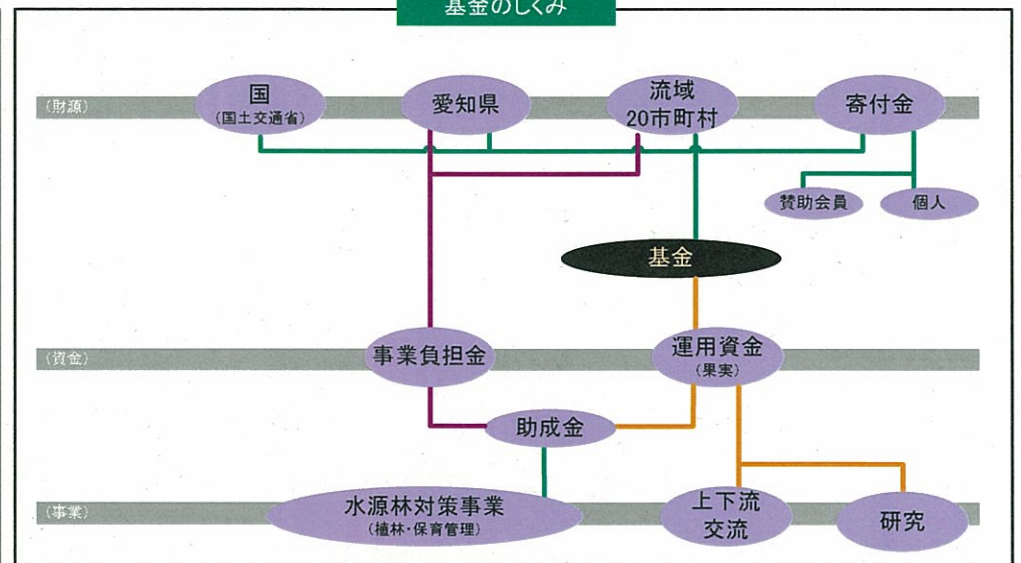 基金のしくみ
(財源)
国
(国土交通省)
愛知県
流域
20市町村
寄付金
賛助会員
個人
基金
(資金)
事業負担金
運用資金
(果実)
助成金
(事業)
水源林対策事業
(植林・保育管理)
上下流
交流
研究